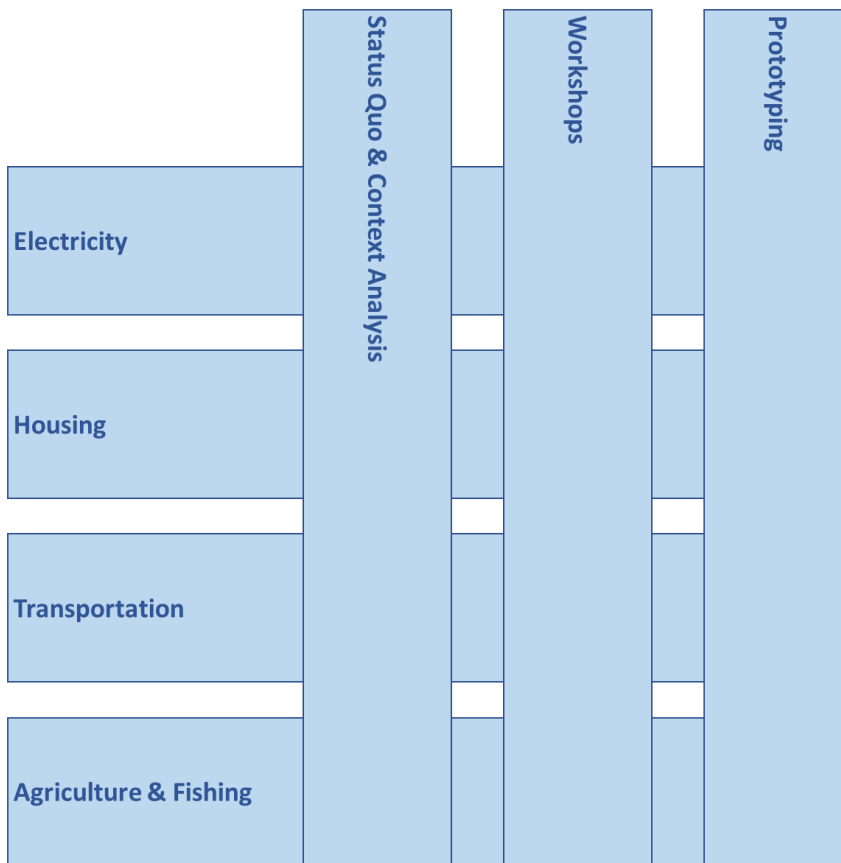 Status Quo & Context Analysis
Workshops
Prototyping
Electricity
Housing
Transportation
Agriculture & Fishing